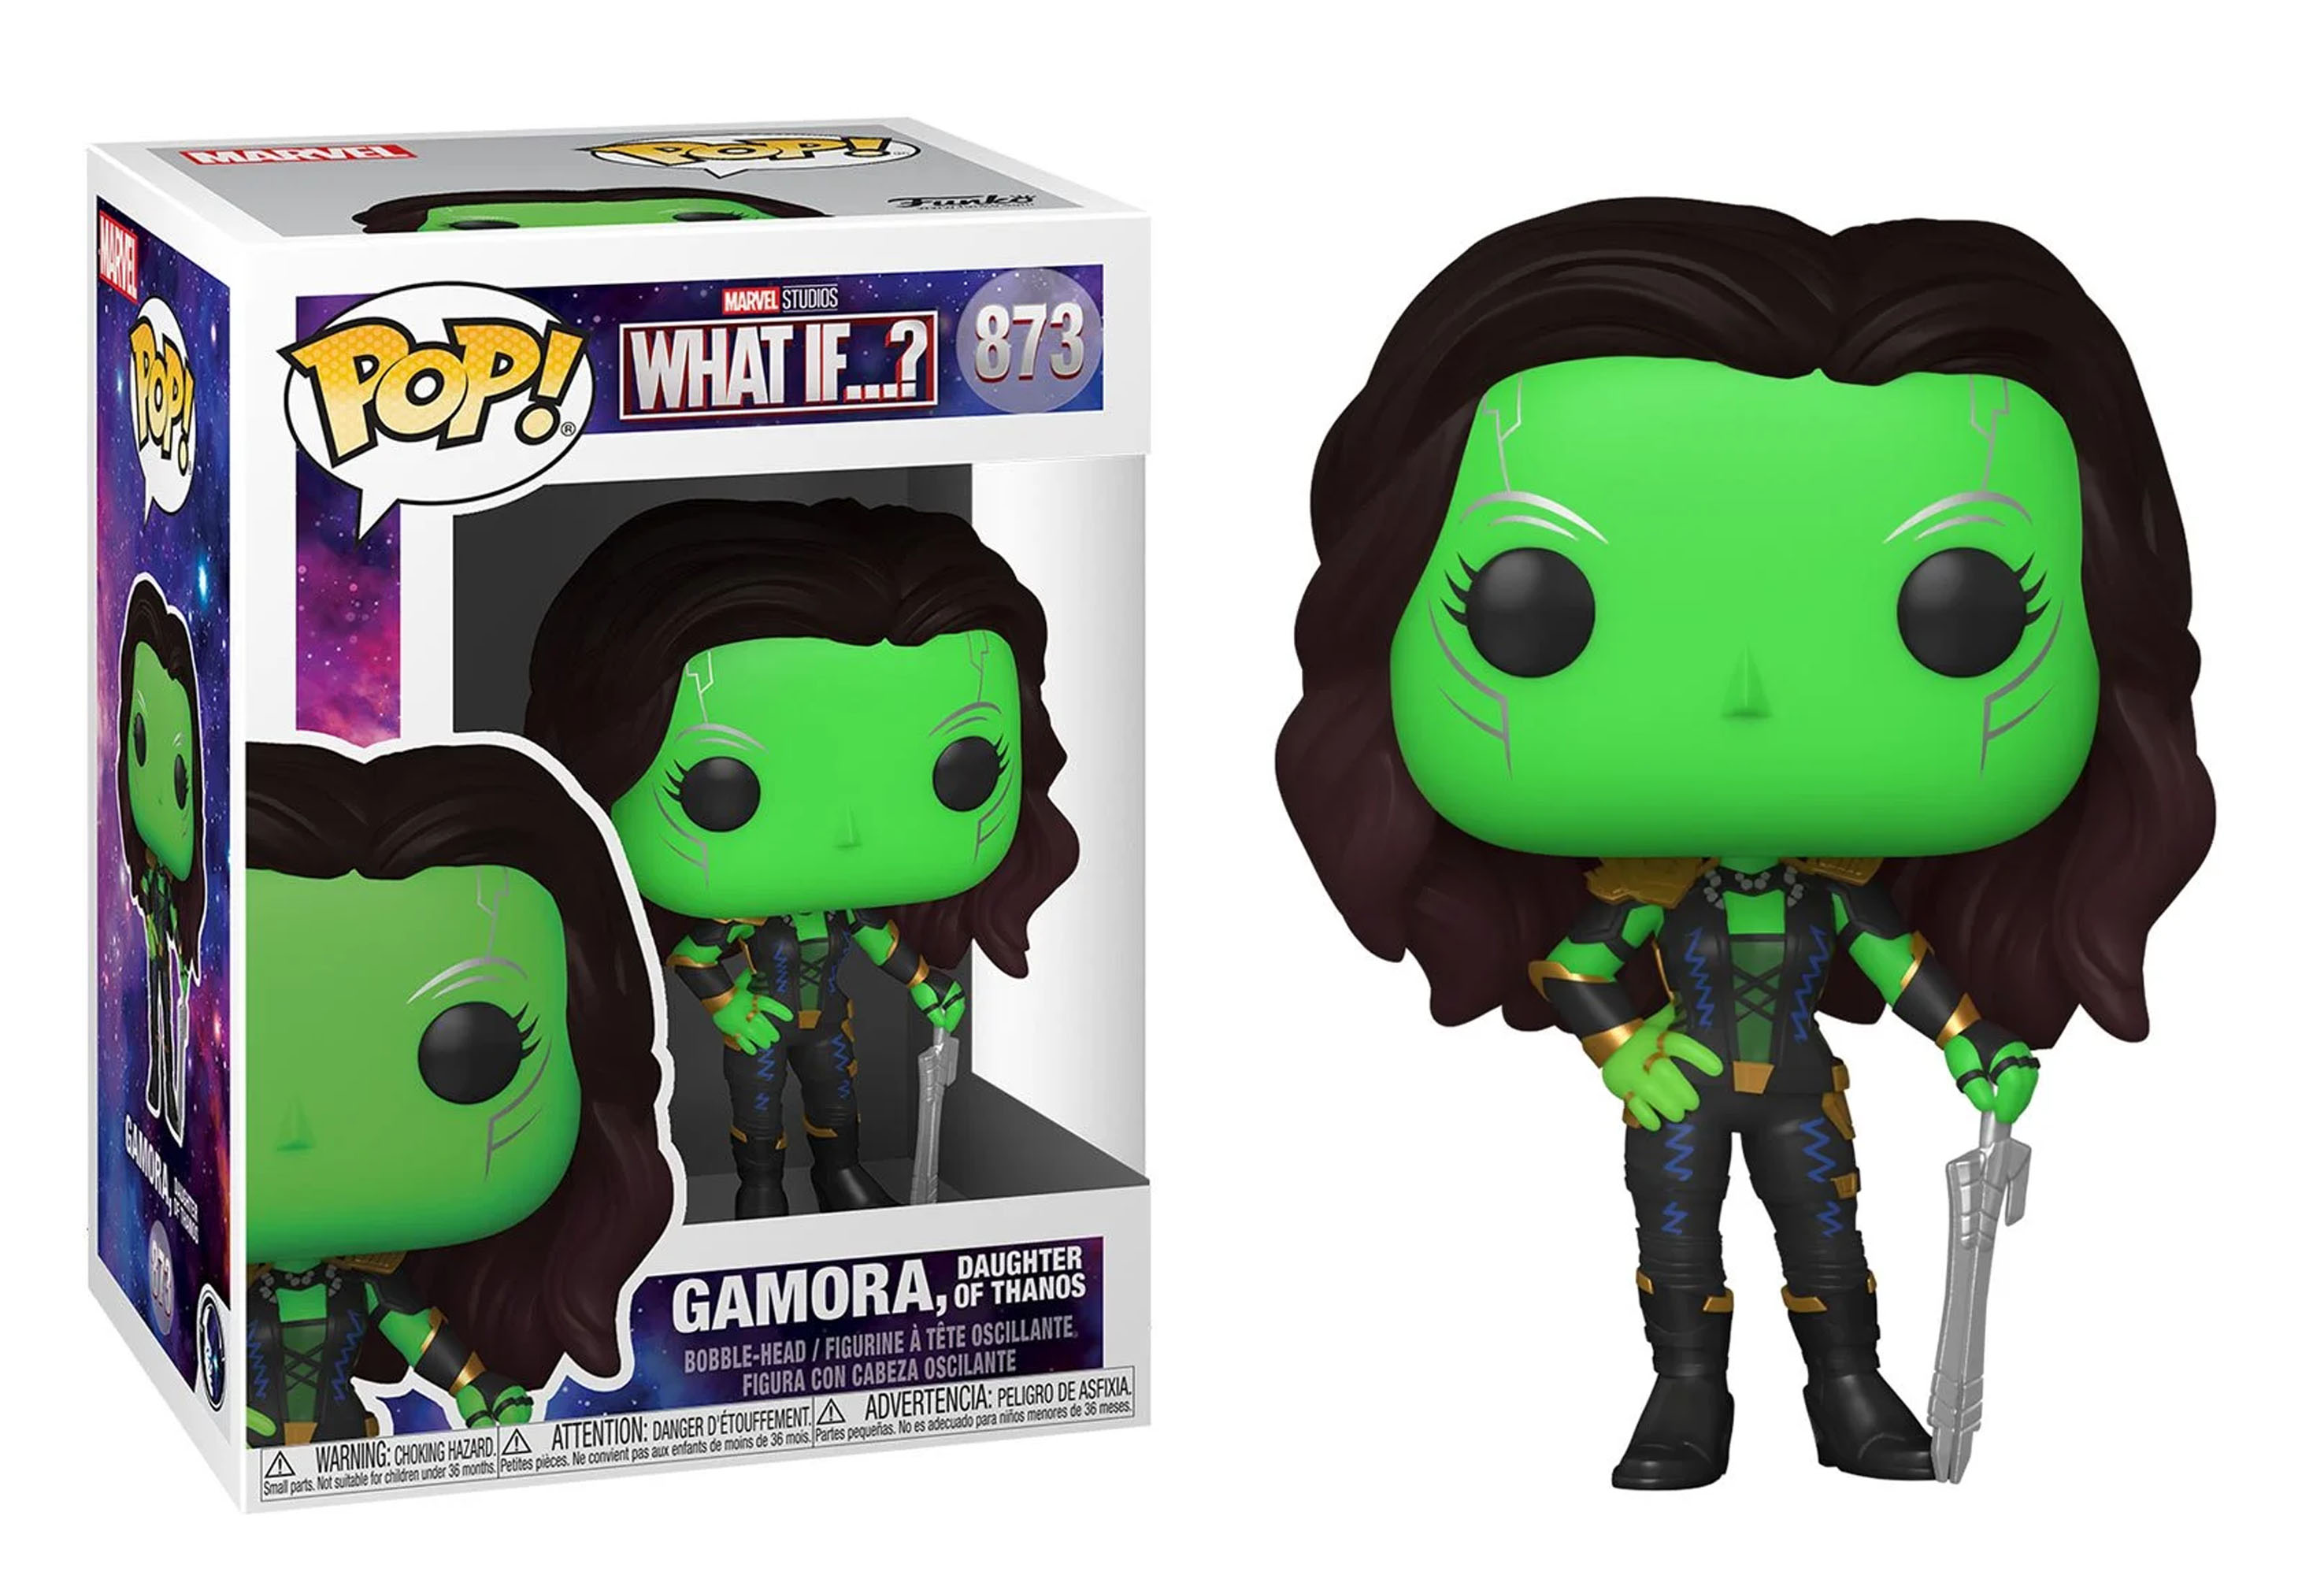 MARVEL
POP!
Funko
MARVEL
POP!
GAMORA, DAUGHTER
OF THANOS
873
POP!®
MARVEL STUDIOS
WHAT IF...?
873
GAMORA, DAUGHTER
OF THANOS
BOBBLE-HEAD / FIGURINE À TÊTE OSCILLANTE
FIGURA CON CABEZA OSCILANTE
WARNING: CHOKING HAZARD.
Small parts. Not suitable for children under 36 months.
ATTENTION: DANGER D'ÉTOUFFEMENT.
Petites pièces. Ne convient pas aux enfants de moins de 36 mois.
ADVERTENCIA: PELIGRO DE ASFIXIA.
Partes pequeñas. No es adecuado para niños menores de 36 meses.